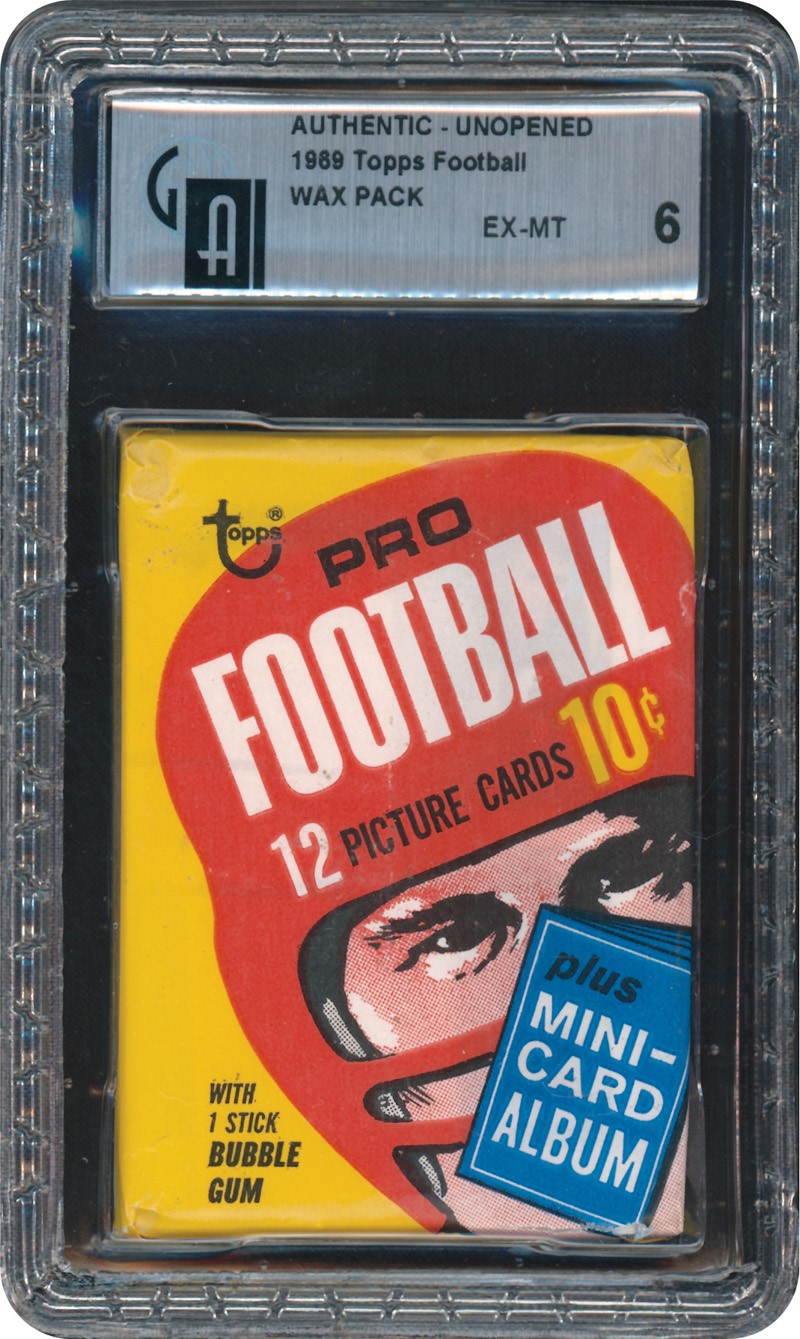 AUTHENTIC - UNOPENED
1969 Topps Football
WAX PACK
EX-MT 6
GAI
topps®
PRO
FOOTBALL
12 PICTURE CARDS 10¢
plus
MINI-
CARD
ALBUM
WITH
1 STICK
BUBBLE
GUM